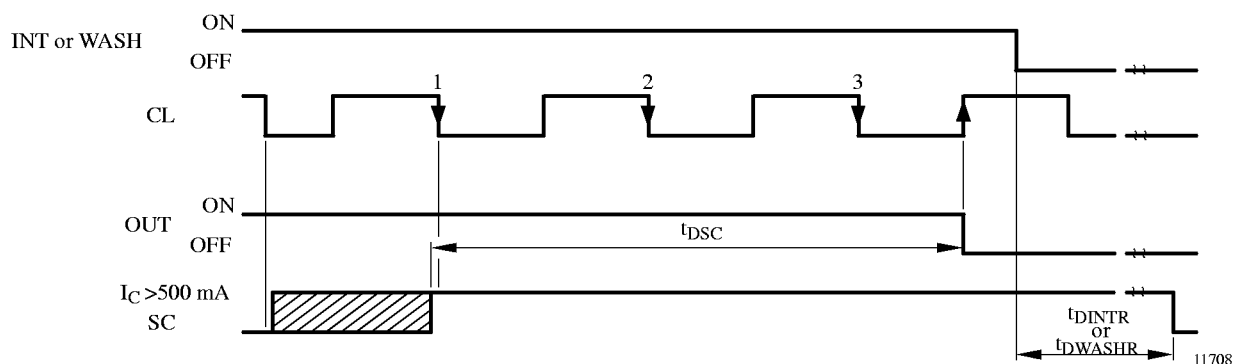 ON
INT or WASH
OFF
1 2 3
CL
ON
OUT
tDSC
OFF
IC >500 mA
SC
tDINTR
or
tDWASHR
11708